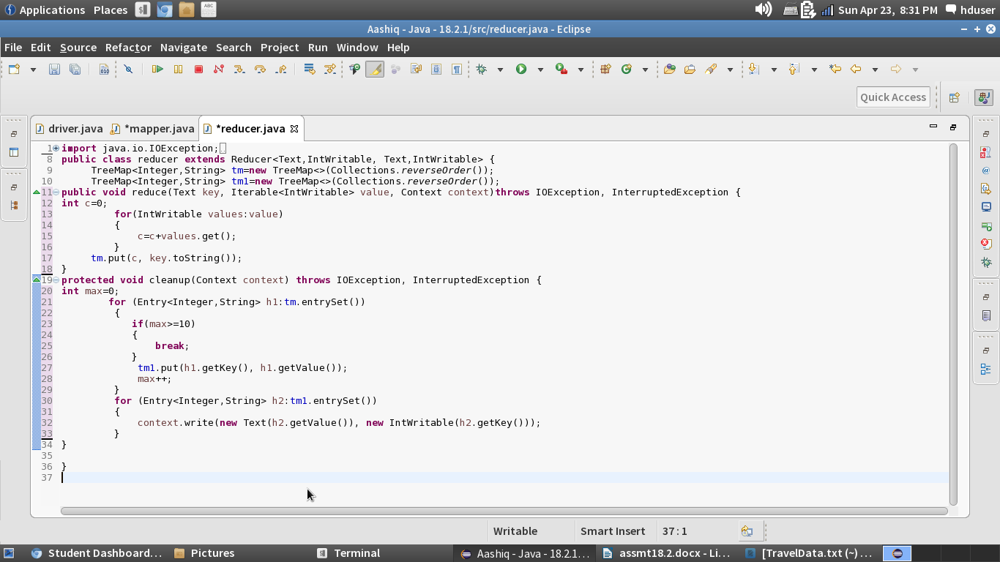 Applications Places ABC Sun Apr 23, 8:31 PM hduser
Aashiq - Java - 18.2.1/src/reducer.java - Eclipse
File Edit Source Refactor Navigate Search Project Run Window Help
Quick Access
driver.java *mapper.java *reducer.java
1 import java.io.IOException;
8 public class reducer extends Reducer<Text,IntWritable, Text,IntWritable> {
9 TreeMap<Integer,String> tm=new TreeMap<>(Collections.reverseOrder());
10 TreeMap<Integer,String> tm1=new TreeMap<>(Collections.reverseOrder());
11 public void reduce(Text key, Iterable<IntWritable> value, Context context)throws IOException, InterruptedException {
12 int c=0;
13 for(IntWritable values:value)
14 {
15 c=c+values.get();
16 }
17 tm.put(c, key.toString());
18 }
19 protected void cleanup(Context context) throws IOException, InterruptedException {
20 int max=0;
21 for (Entry<Integer,String> h1:tm.entrySet())
22 {
23 if(max>=10)
24 {
25 break;
26 }
27 tm1.put(h1.getKey(), h1.getValue());
28 max++;
29 }
30 for (Entry<Integer,String> h2:tm1.entrySet())
31 {
32 context.write(new Text(h2.getValue()), new IntWritable(h2.getKey()));
33 }
34 }
35
36 }
37
Writable Smart Insert 37 : 1
Student Dashboard... Pictures Terminal Aashiq - Java - 18.2.1... assmt18.2.docx - Li... [TravelData.txt (~) ...